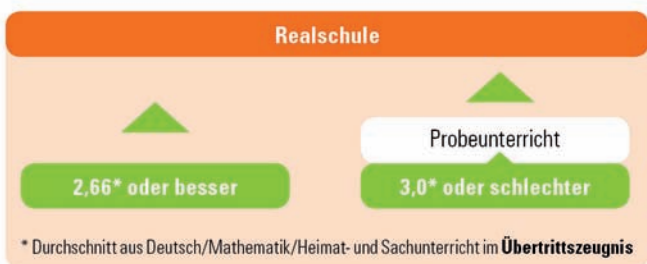 Realschule
Probeunterricht
2,66* oder besser
3,0* oder schlechter
* Durchschnitt aus Deutsch/Mathematik/Heimat- und Sachunterricht im Übertrittszeugnis